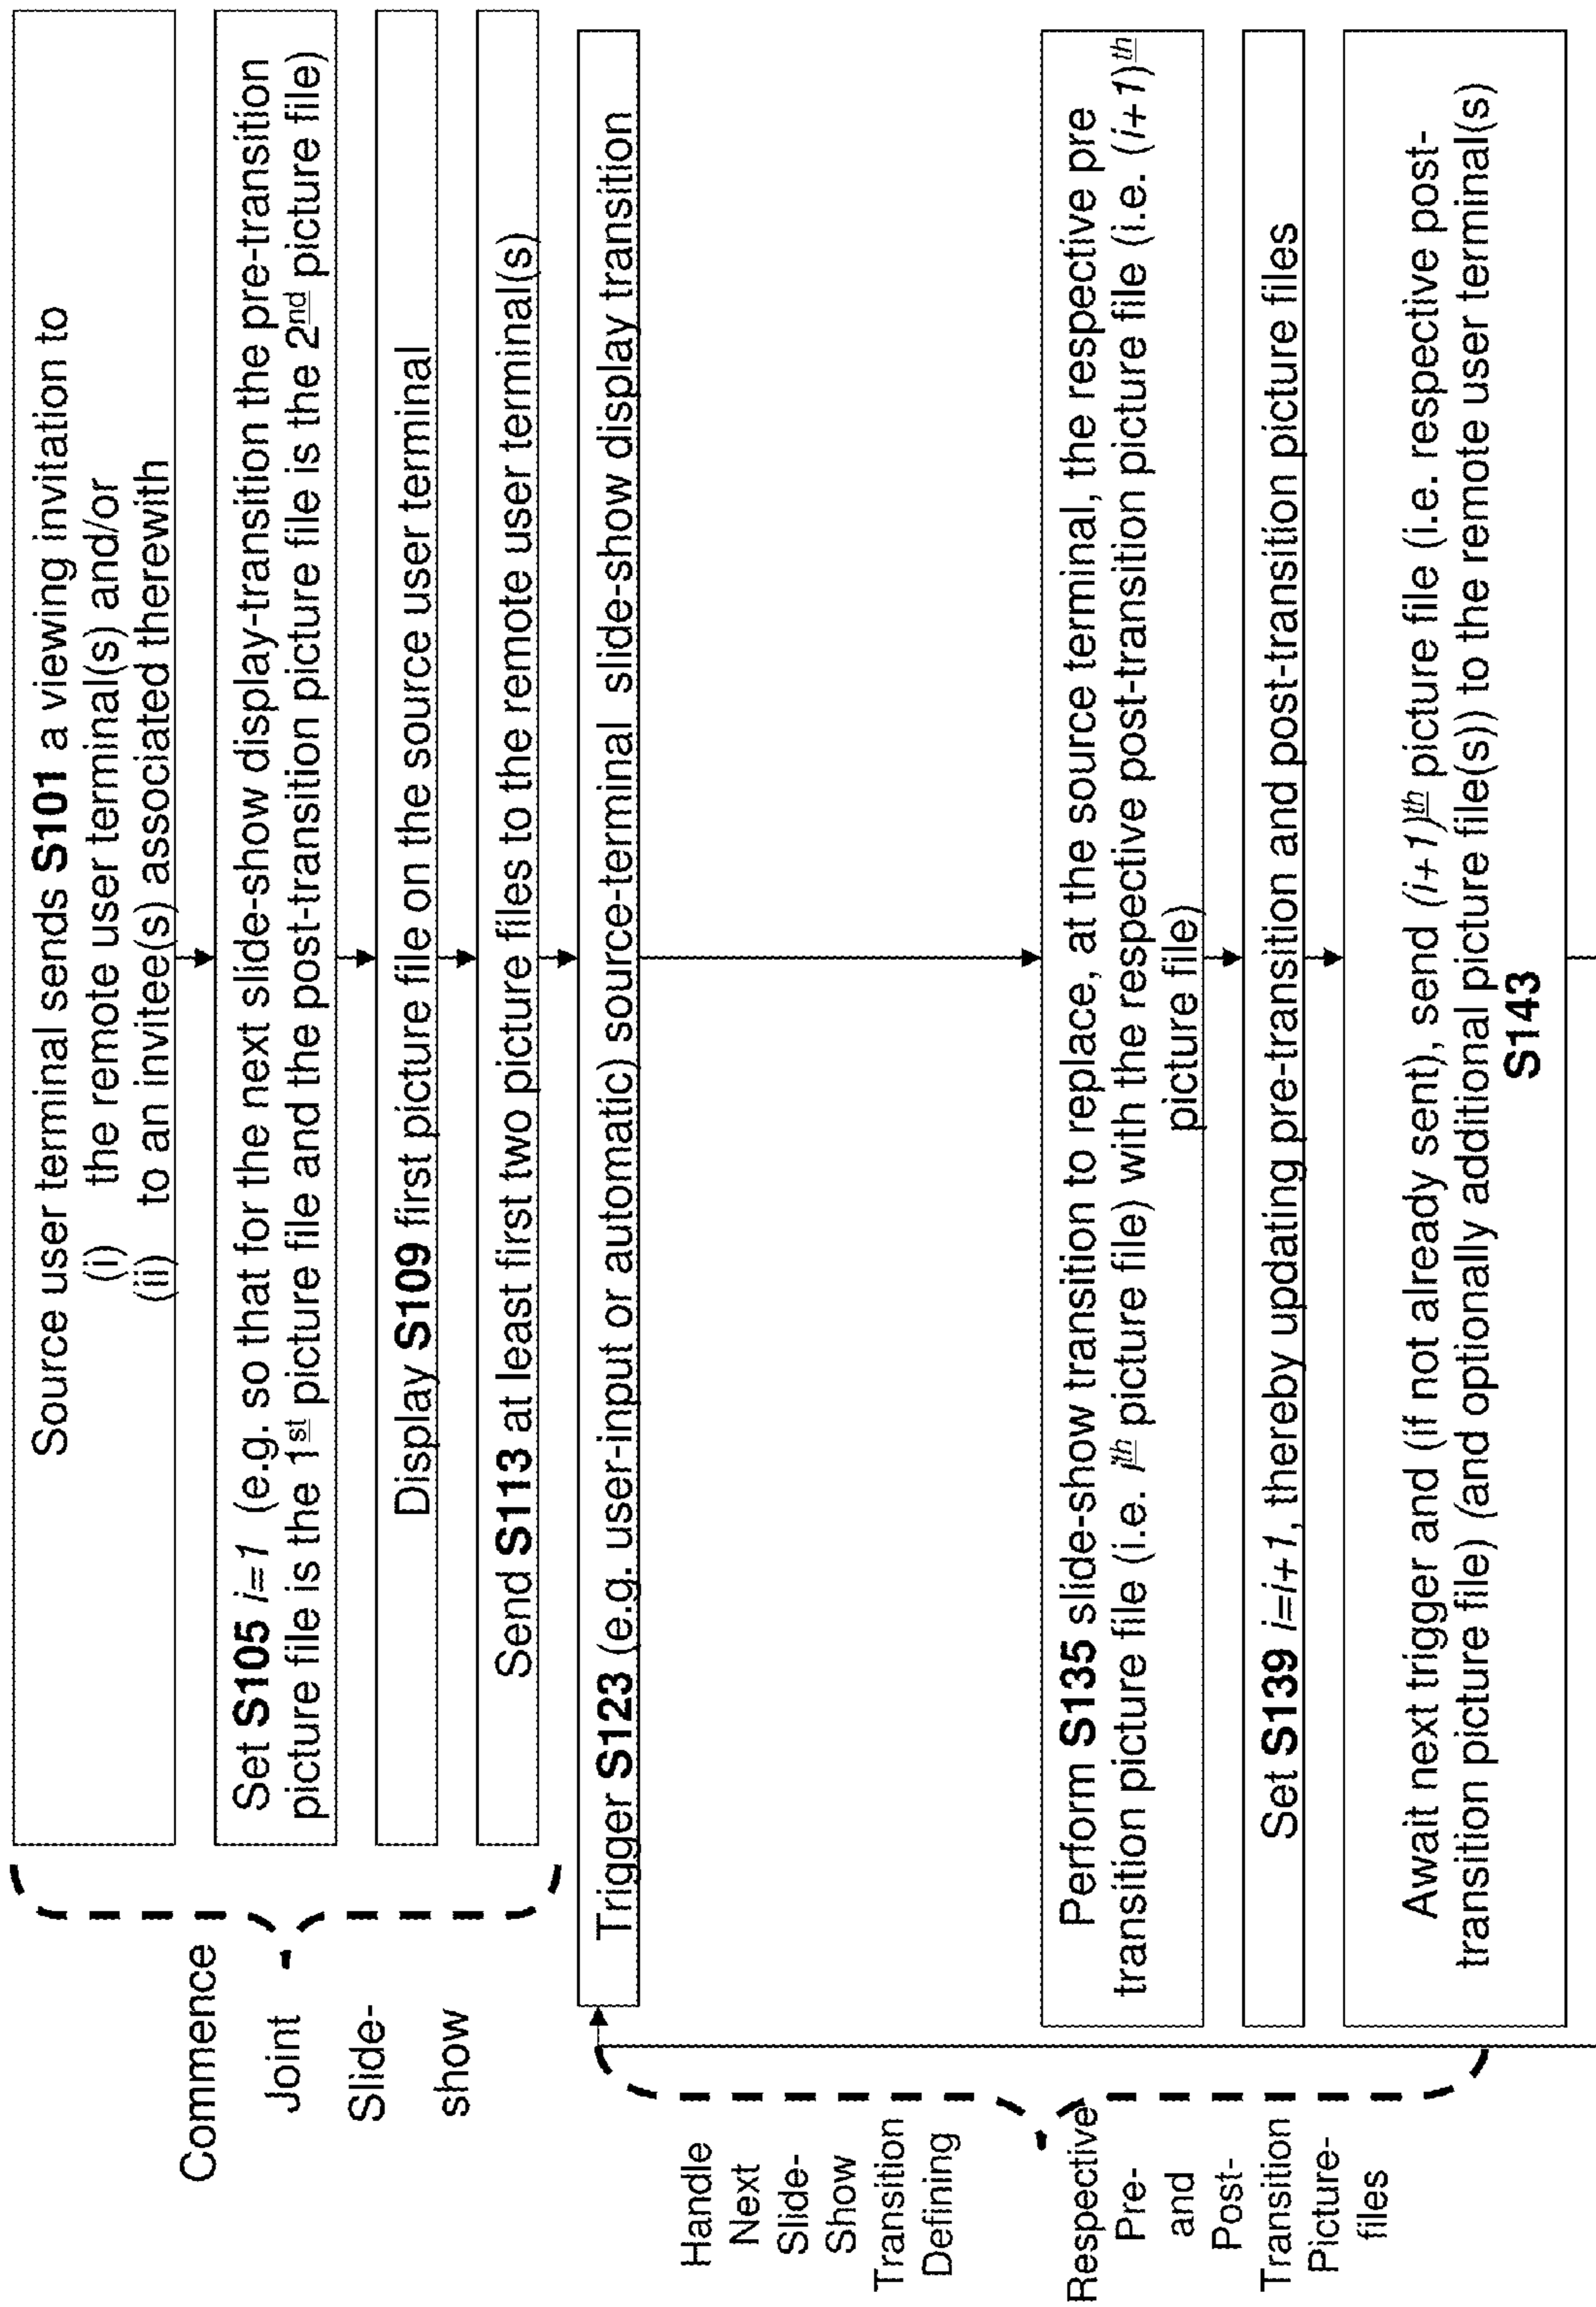 Commence
Joint
Slide-
show
Source user terminal sends S101 a viewing invitation to
(i) the remote user terminal(s) and/or
(ii) to an invitee(s) associated therewith
Set S105 i=1 (e.g. so that for the next slide-show display-transition the pre-transition
picture file is the 1st picture file and the post-transition picture file is the 2nd picture file)
Display S109 first picture file on the source user terminal
Send S113 at least first two picture files to the remote user terminal(s)
Handle
Next
Slide-
Show
Transition
Defining
Respective
Pre-
and
Post-
Transition
Picture-
files
Trigger S123 (e.g. user-input or automatic) source-terminal slide-show display transition
Perform S135 slide-show transition to replace, at the source terminal, the respective pre
transition picture file (i.e. ith picture file) with the respective post-transition picture file (i.e. (i+1)th
picture file)
Set S139 i=i+1, thereby updating pre-transition and post-transition picture files
Await next trigger and (if not already sent), send (i+1)th picture file (i.e. respective post-
transition picture file) (and optionally additional picture file(s)) to the remote user terminal(s)
S143